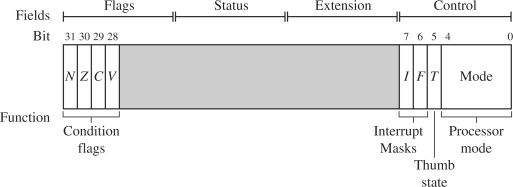 Fields Flags Status Extension Control
Bit 31 30 29 28 7 6 5 4 0
N Z C V I F T Mode
Function
Condition flags Interrupt Masks Processor mode
Thumb state